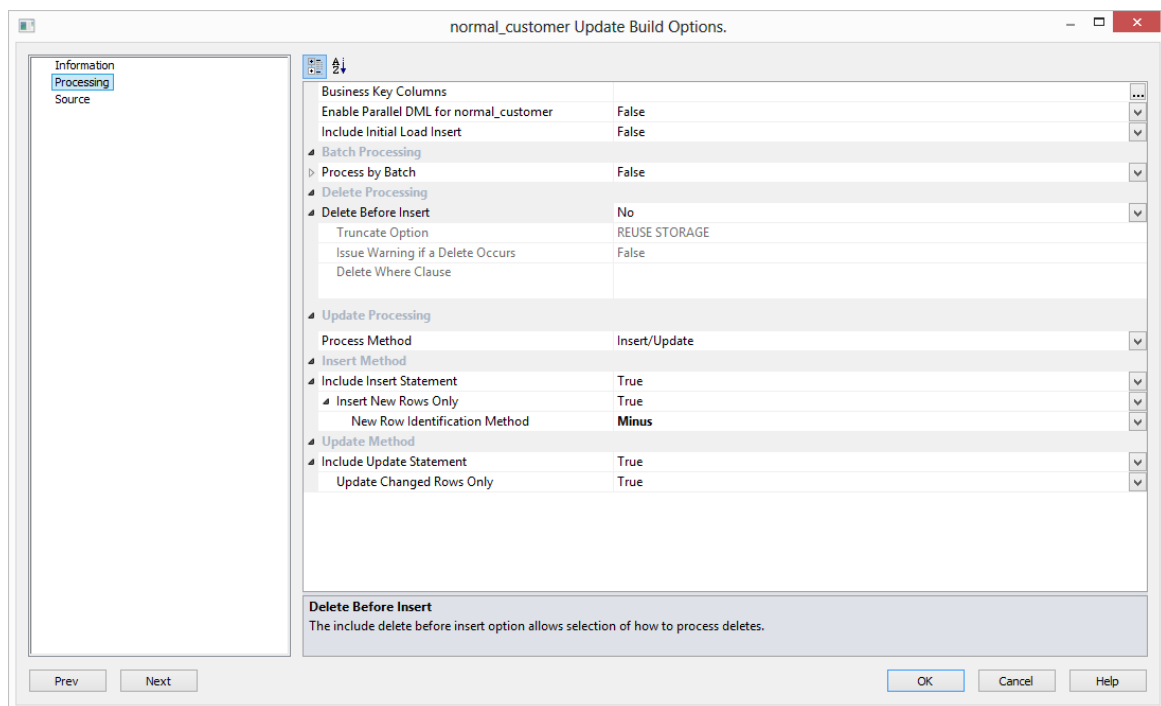 normal_customer Update Build Options.
Information
Processing
Source
Business Key Columns ...
Enable Parallel DML for normal_customer False
Include Initial Load Insert False
Batch Processing
Process by Batch False
Delete Processing
Delete Before Insert No
Truncate Option REUSE STORAGE
Issue Warning if a Delete Occurs False
Delete Where Clause
Update Processing
Process Method Insert/Update
Insert Method
Include Insert Statement True
Insert New Rows Only True
New Row Identification Method Minus
Update Method
Include Update Statement True
Update Changed Rows Only True
Delete Before Insert
The include delete before insert option allows selection of how to process deletes.
Prev Next OK Cancel Help